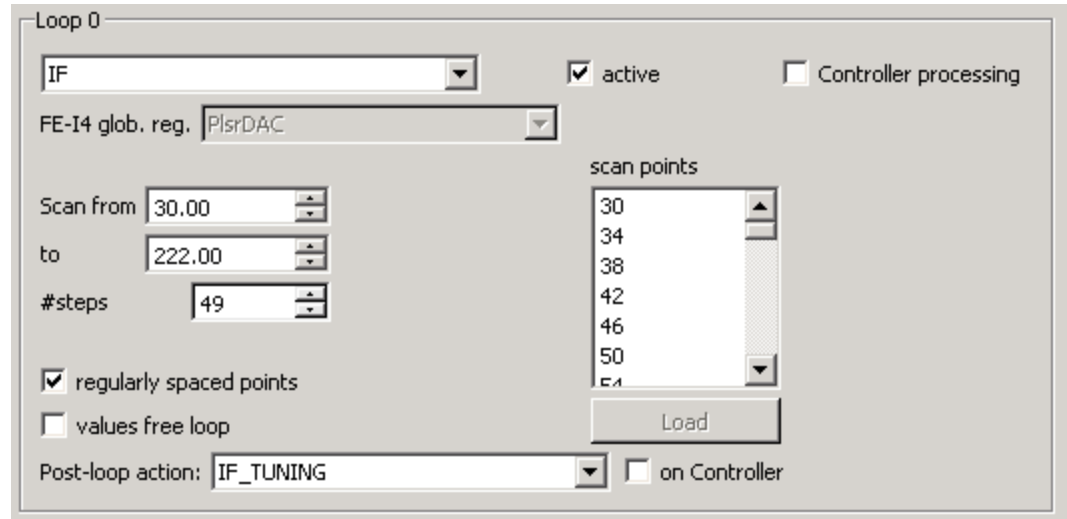 Loop 0
IF
active
Controller processing
FE-I4 glob. reg. PlsrDAC
scan points
Scan from 30.00
to 222.00
#steps 49
30
34
38
42
46
50
54
regularly spaced points
values free loop
Load
Post-loop action: IF_TUNING
on Controller